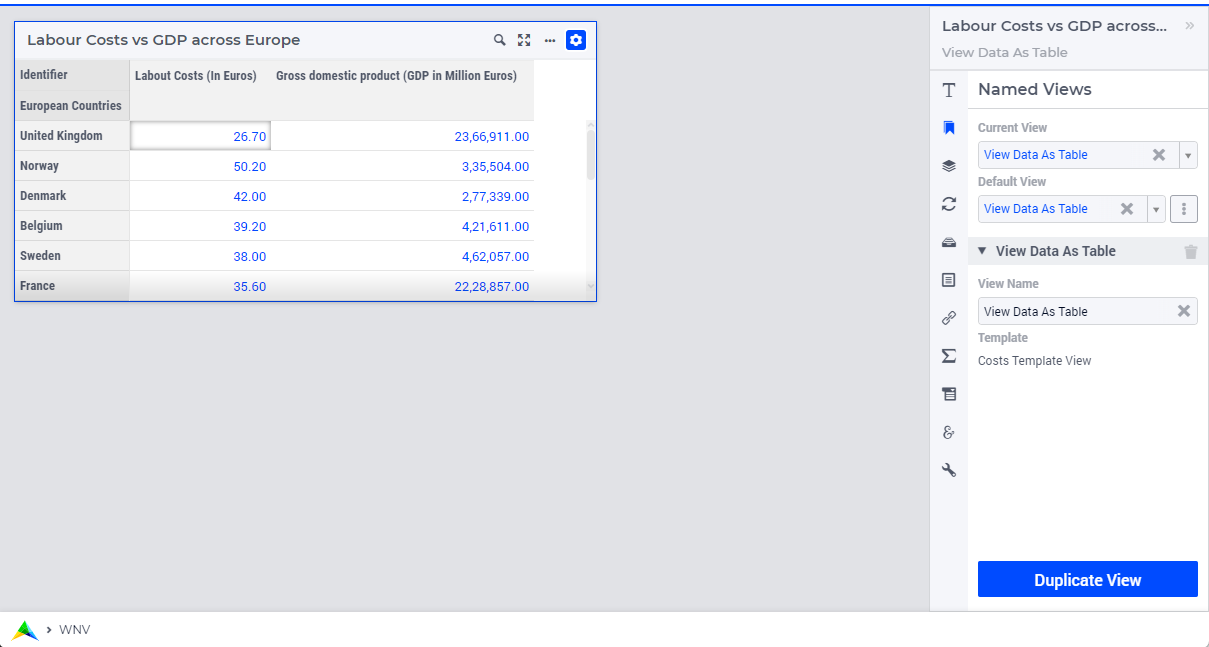 Labour Costs vs GDP across Europe
Identifier
Labout Costs (In Euros) Gross domestic product (GDP in Million Euros)
European Countries
United Kingdom 26.70 23,66,911.00
Norway 50.20 3,35,504.00
Denmark 42.00 2,77,339.00
Belgium 39.20 4,21,611.00
Sweden 38.00 4,62,057.00
France 35.60 22,28,857.00
Labour Costs vs GDP across...
View Data As Table
Named Views
Current View
View Data As Table
Default View
View Data As Table
View Data As Table
View Name
View Data As Table
Template
Costs Template View
Duplicate View
WNV